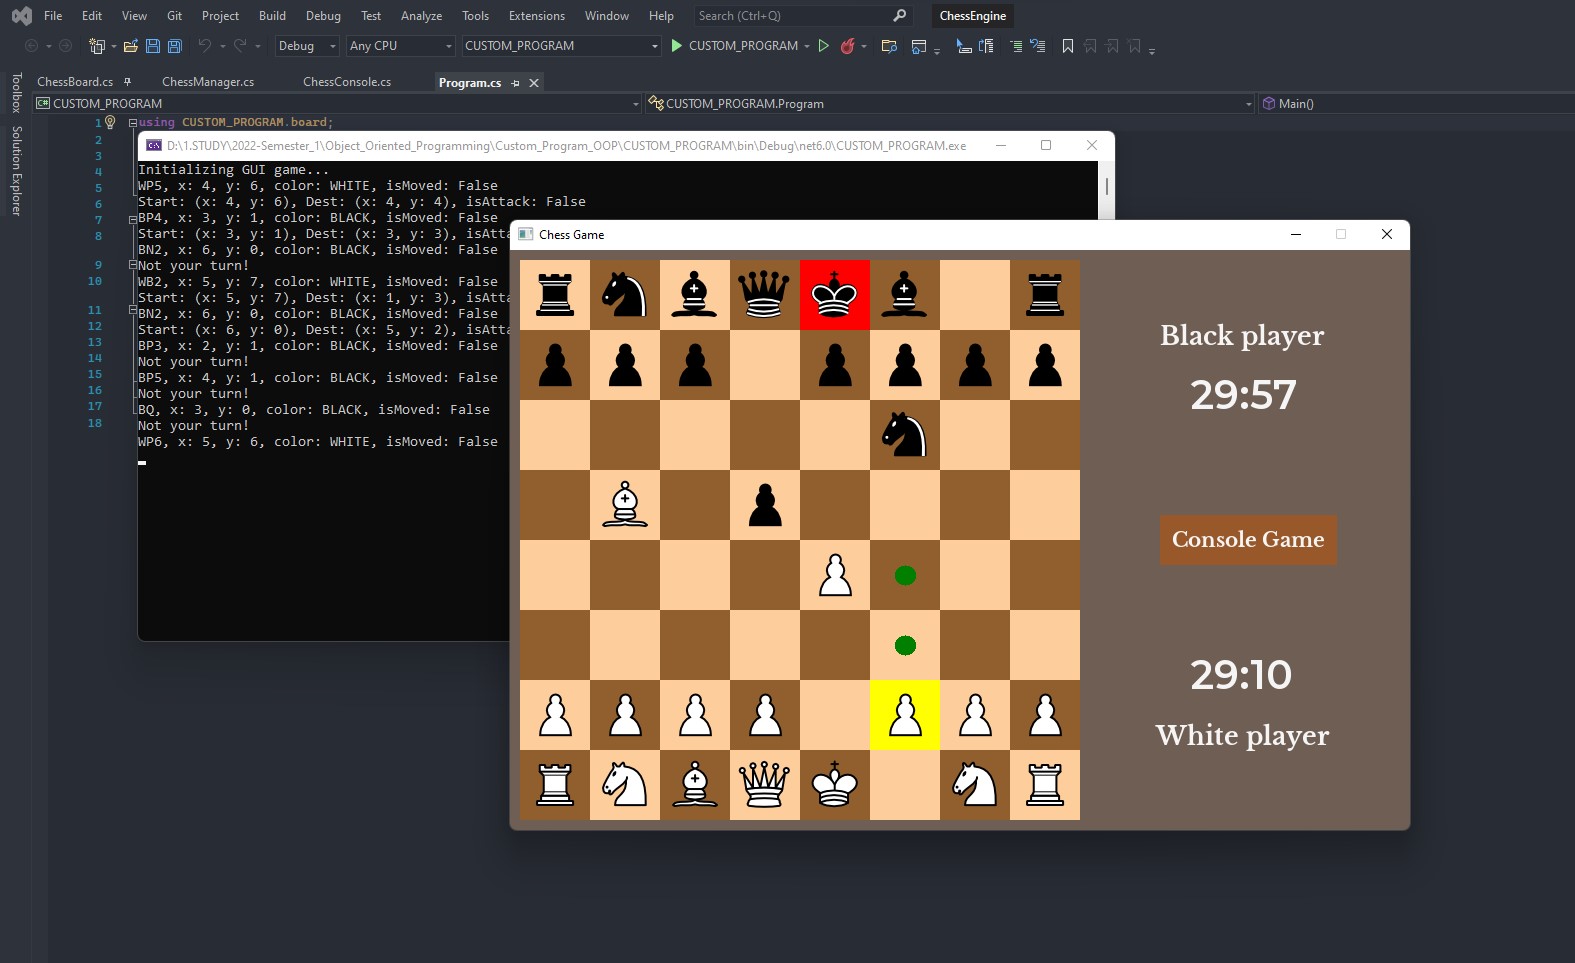 File Edit View Git Project Build Debug Test Analyze Tools Extensions Window Help Search (Ctrl+Q) ChessEngine
Debug Any CPU CUSTOM_PROGRAM CUSTOM_PROGRAM
Toolbox
Solution Explorer
ChessBoard.cs ChessManager.cs ChessConsole.cs Program.cs
C# CUSTOM_PROGRAM CUSTOM_PROGRAM.Program Main()
1 using CUSTOM_PROGRAM.board;
2
3
4
5
6
7
8
9
10
11
12
13
14
15
16
17
18
D:\1.STUDY\2022-Semester_1\Object_Oriented_Programming\Custom_Program_OOP\CUSTOM_PROGRAM\bin\Debug\net6.0\CUSTOM_PROGRAM.exe
Initializing GUI game...
WP5, x: 4, y: 6, color: WHITE, isMoved: False
Start: (x: 4, y: 6), Dest: (x: 4, y: 4), isAttack: False
BP4, x: 3, y: 1, color: BLACK, isMoved: False
Start: (x: 3, y: 1), Dest: (x: 3, y: 3), isAtta
BN2, x: 6, y: 0, color: BLACK, isMoved: False
Not your turn!
WB2, x: 5, y: 7, color: WHITE, isMoved: False
Start: (x: 5, y: 7), Dest: (x: 1, y: 3), isAtta
BN2, x: 6, y: 0, color: BLACK, isMoved: False
Start: (x: 6, y: 0), Dest: (x: 5, y: 2), isAtta
BP3, x: 2, y: 1, color: BLACK, isMoved: False
Not your turn!
BP5, x: 4, y: 1, color: BLACK, isMoved: False
Not your turn!
BQ, x: 3, y: 0, color: BLACK, isMoved: False
Not your turn!
WP6, x: 5, y: 6, color: WHITE, isMoved: False
Chess Game
Black player
29:57
Console Game
29:10
White player